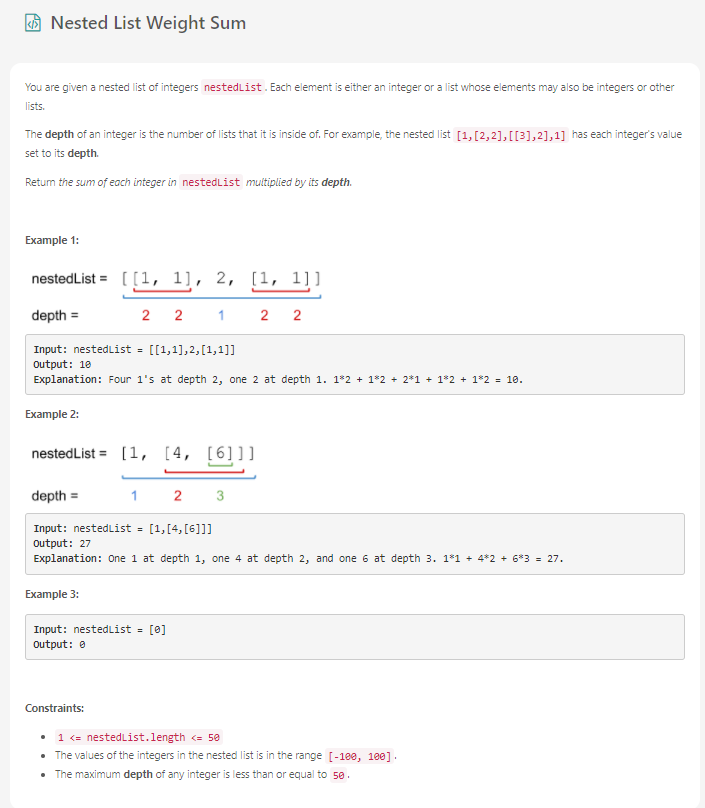 Nested List Weight Sum
You are given a nested list of integers nestedList. Each element is either an integer or a list whose elements may also be integers or other
lists.
The depth of an integer is the number of lists that it is inside of. For example, the nested list [1,[2,2],[[3],2],1] has each integer's value
set to its depth.
Return the sum of each integer in nestedList multiplied by its depth.
Example 1:
nestedList = [[1, 1], 2, [1, 1]]
depth = 2 2 1 2 2
Input: nestedList = [[1,1],2,[1,1]]
Output: 10
Explanation: Four 1's at depth 2, one 2 at depth 1. 1*2 + 1*2 + 2*1 + 1*2 + 1*2 = 10.
Example 2:
nestedList = [1, [4, [6]]]
depth = 1 2 3
Input: nestedList = [1,[4,[6]]]
Output: 27
Explanation: One 1 at depth 1, one 4 at depth 2, and one 6 at depth 3. 1*1 + 4*2 + 6*3 = 27.
Example 3:
Input: nestedList = [0]
Output: 0
Constraints:
• 1 <= nestedList.length <= 50
• The values of the integers in the nested list is in the range [-100, 100].
• The maximum depth of any integer is less than or equal to 50.